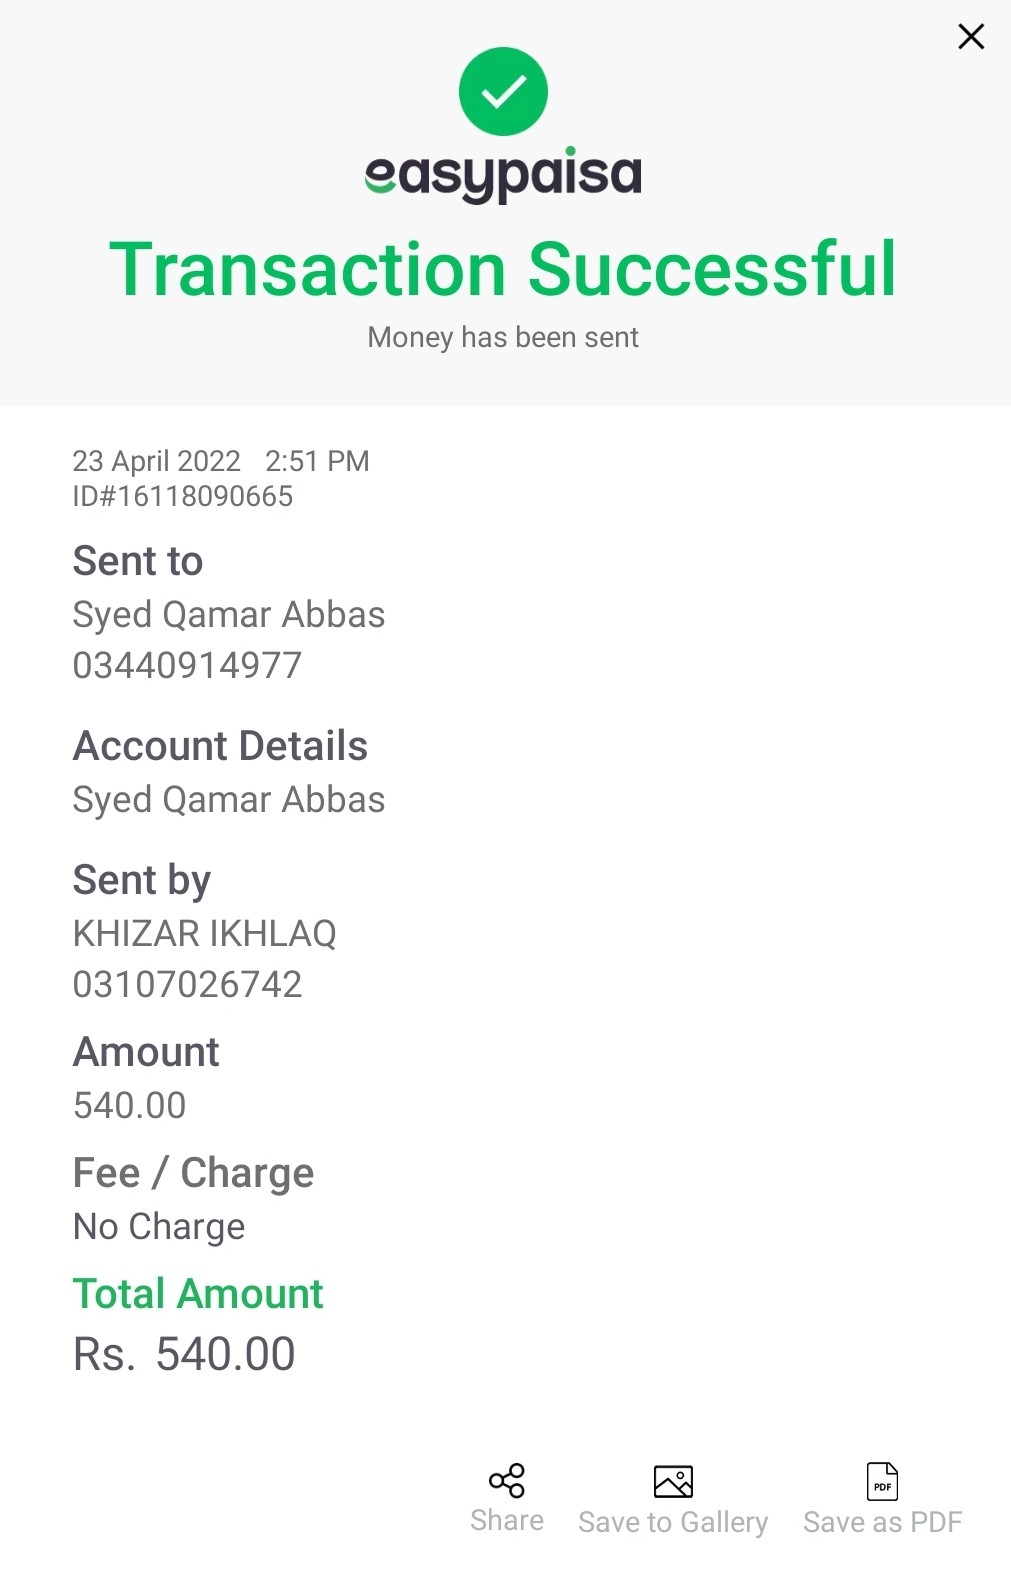 easypaisa
Transaction Successful
Money has been sent
23 April 2022 2:51 PM
ID#16118090665
Sent to
Syed Qamar Abbas
03440914977
Account Details
Syed Qamar Abbas
Sent by
KHIZAR IKHLAQ
03107026742
Amount
540.00
Fee / Charge
No Charge
Total Amount
Rs. 540.00
PDF
Share Save to Gallery Save as PDF